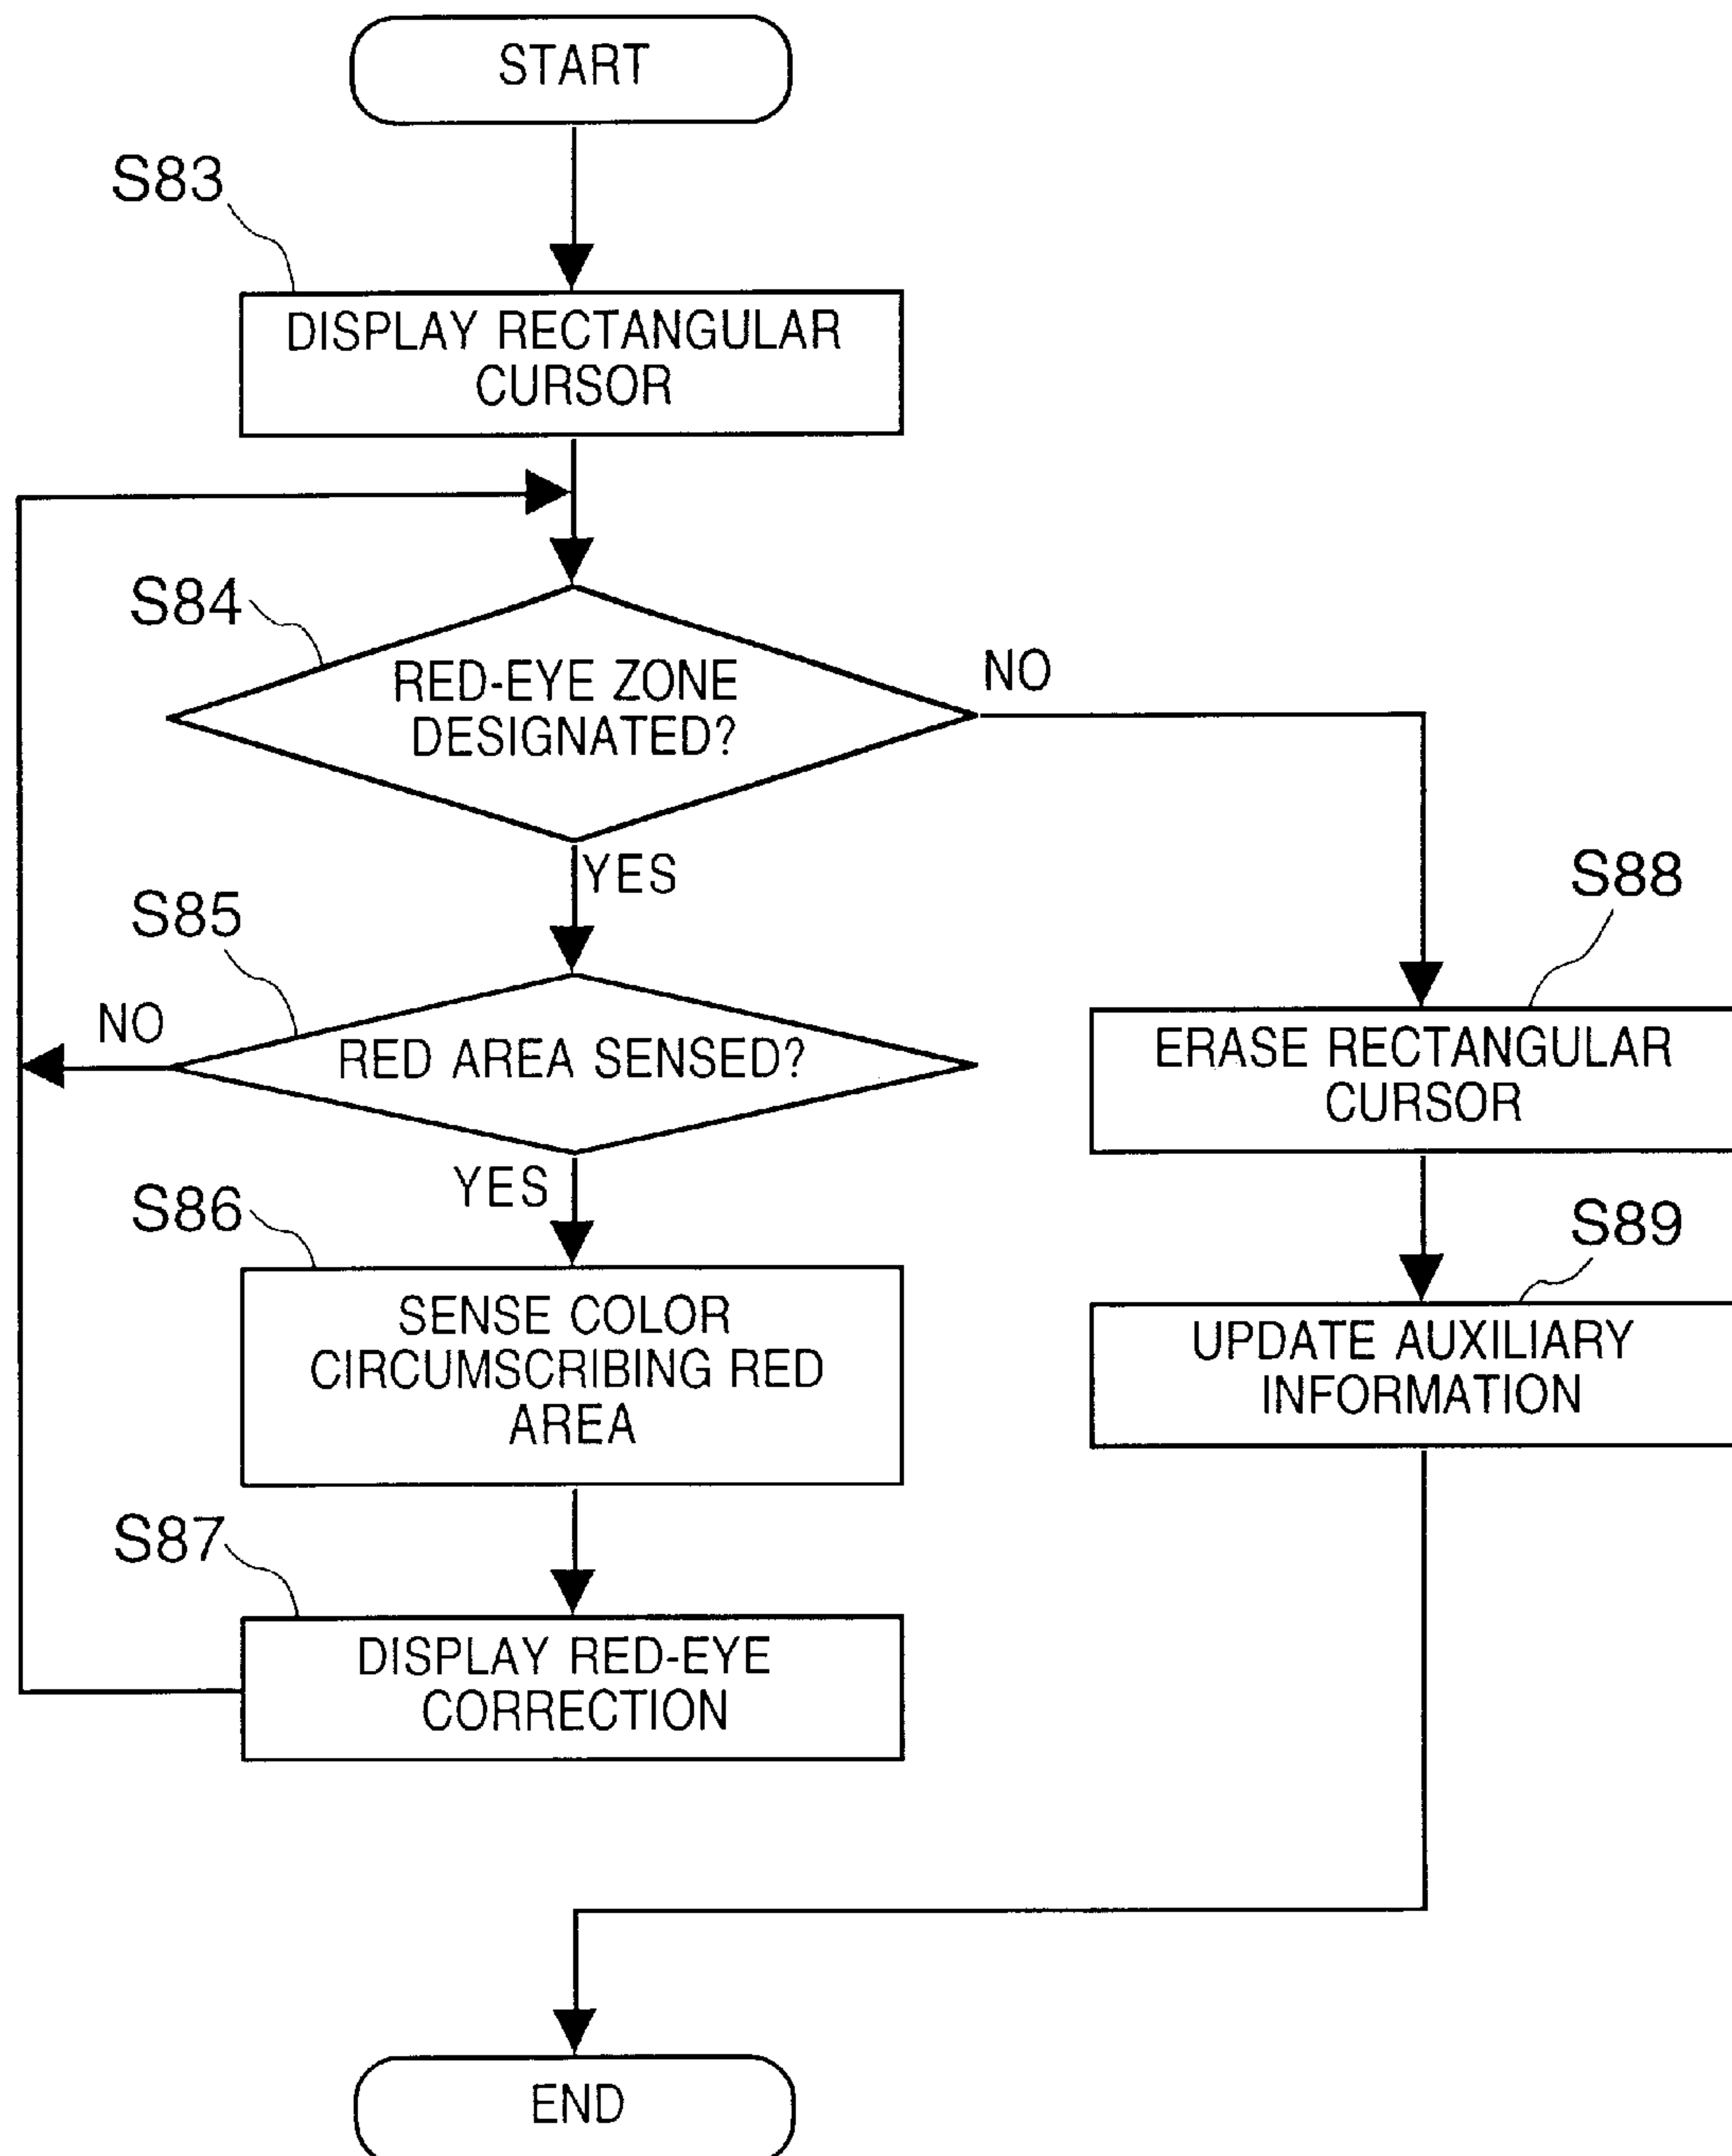 START
S83
DISPLAY RECTANGULAR
CURSOR
S84
RED-EYE ZONE
DESIGNATED?
NO
YES
S85
NO
RED AREA SENSED?
YES
S86
SENSE COLOR
CIRCUMSCRIBING RED
AREA
S87
DISPLAY RED-EYE
CORRECTION
S88
ERASE RECTANGULAR
CURSOR
S89
UPDATE AUXILIARY
INFORMATION
END